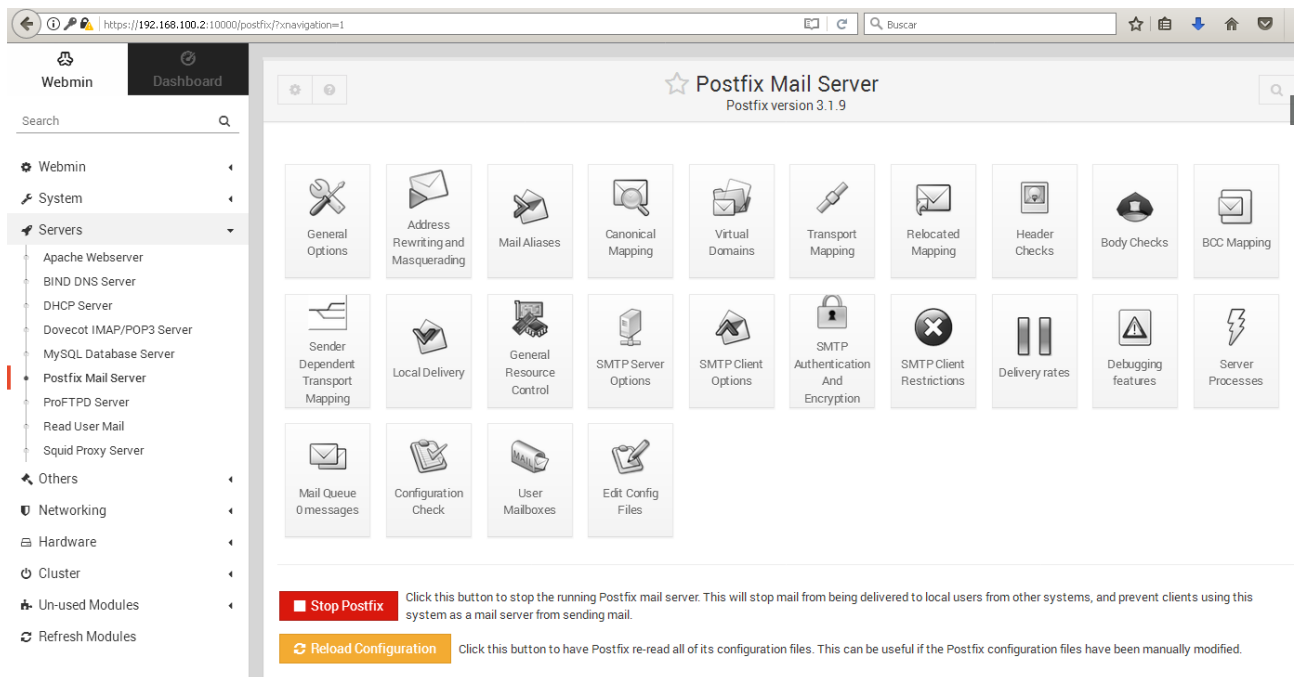 https://192.168.100.2:10000/postfix/?xnavigation=1
Buscar
Webmin
Dashboard
Search
Webmin
System
Servers
Apache Webserver
BIND DNS Server
DHCP Server
Dovecot IMAP/POP3 Server
MySQL Database Server
Postfix Mail Server
ProFTPD Server
Read User Mail
Squid Proxy Server
Others
Networking
Hardware
Cluster
Un-used Modules
Refresh Modules
Postfix Mail Server
Postfix version 3.1.9
General
Options
Address
Rewriting and
Masquerading
Mail Aliases
Canonical
Mapping
Virtual
Domains
Transport
Mapping
Relocated
Mapping
Header
Checks
Body Checks
BCC Mapping
Sender
Dependent
Transport
Mapping
Local Delivery
General
Resource
Control
SMTP Server
Options
SMTP Client
Options
SMTP
Authentication
And
Encryption
SMTP Client
Restrictions
Delivery rates
Debugging
features
Server
Processes
Mail Queue
0 messages
Configuration
Check
MAIL
User
Mailboxes
Edit Config
Files
Stop Postfix
Click this button to stop the running Postfix mail server. This will stop mail from being delivered to local users from other systems, and prevent clients using this
system as a mail server from sending mail.
Reload Configuration
Click this button to have Postfix re-read all of its configuration files. This can be useful if the Postfix configuration files have been manually modified.